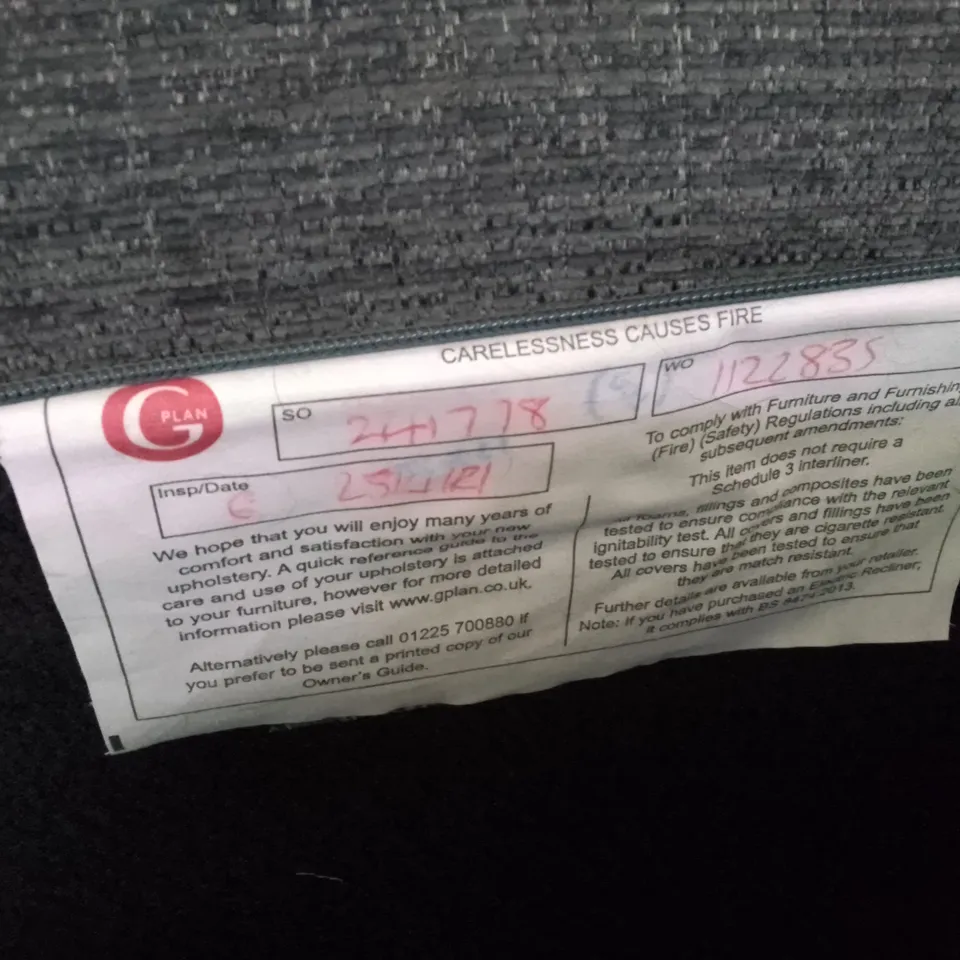 CARELESSNESS CAUSES FIRE
G PLAN
SO 241778
WO 1122835
Insp/Date 6
We hope that you will enjoy many years of
comfort and satisfaction with your new
upholstery. A quick reference guide to the
care and use of your upholstery is attached
to your furniture, however for more detailed
information please visit www.gplan.co.uk.
Alternatively please call 01225 700880 if
you prefer to be sent a printed copy of our
Owner's Guide.
To comply with Furniture and Furnishin
(Fire) (Safety) Regulations including al
subsequent amendments:
This item does not require a
Schedule 3 interliner.
foams, fillings and composites have been
tested to ensure compliance with the relevant
ignitability test. All covers and fillings have been
tested to ensure that they are cigarette resistant.
All covers have been tested to ensure that
they are match resistant.
Further details are available from your retailer.
Note: If you have purchased an Electric Recliner,
it complies with BS 8474:2013.